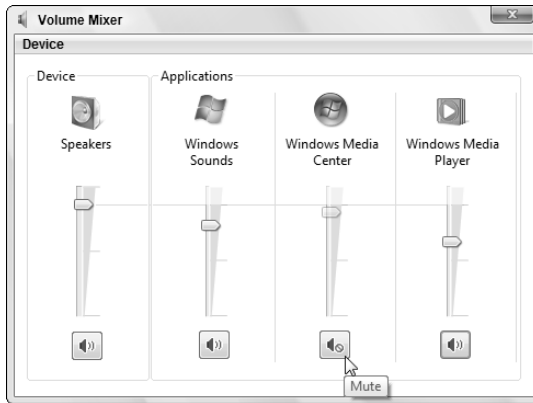 Volume Mixer
Device
Device
Applications
Speakers
Windows
Sounds
Windows Media
Center
Windows Media
Player
Mute